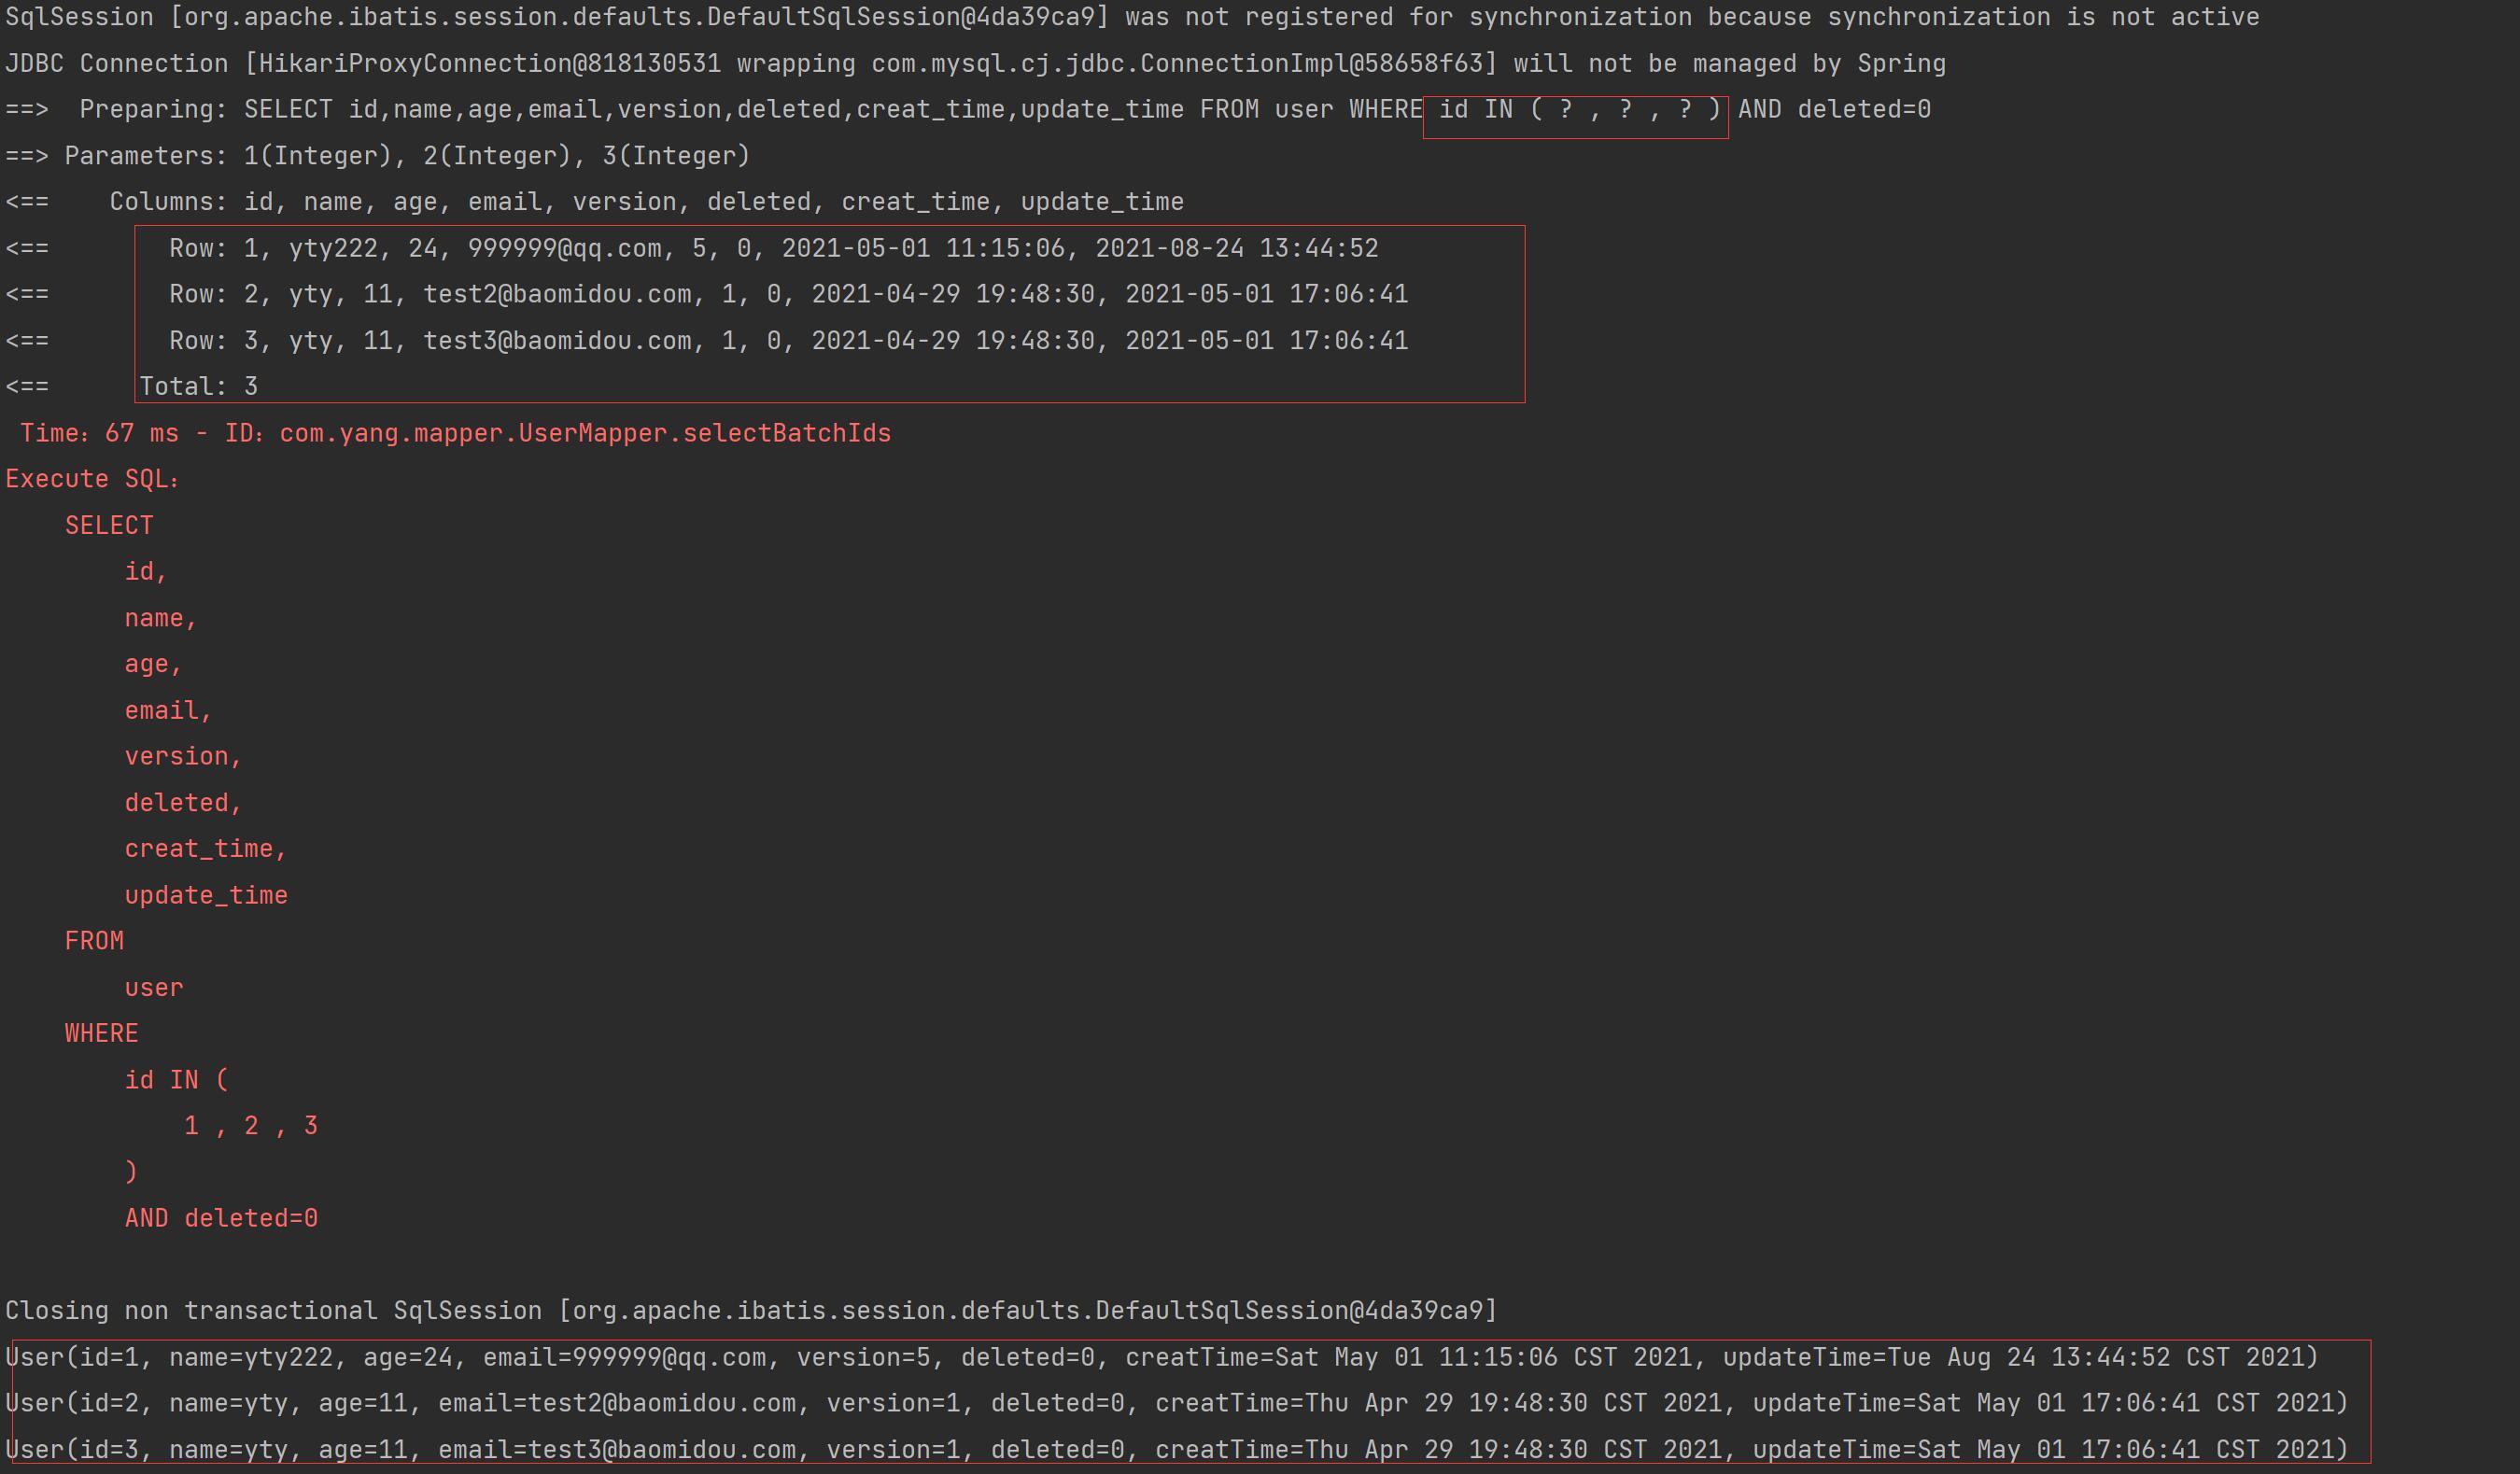 SqlSession [org.apache.ibatis.session.defaults.DefaultSqlSession@4da39ca9] was not registered for synchronization because synchronization is not active
JDBC Connection [HikariProxyConnection@818130531 wrapping com.mysql.cj.jdbc.ConnectionImpl@58658f63] will not be managed by Spring
==>  Preparing: SELECT id,name,age,email,version,deleted,creat_time,update_time FROM user WHERE id IN ( ? , ? , ? ) AND deleted=0
==> Parameters: 1(Integer), 2(Integer), 3(Integer)
<==    Columns: id, name, age, email, version, deleted, creat_time, update_time
<==        Row: 1, yty222, 24, 999999@qq.com, 5, 0, 2021-05-01 11:15:06, 2021-08-24 13:44:52
<==        Row: 2, yty, 11, test2@baomidou.com, 1, 0, 2021-04-29 19:48:30, 2021-05-01 17:06:41
<==        Row: 3, yty, 11, test3@baomidou.com, 1, 0, 2021-04-29 19:48:30, 2021-05-01 17:06:41
<==      Total: 3
 Time：67 ms - ID：com.yang.mapper.UserMapper.selectBatchIds
Execute SQL：
    SELECT
        id,
        name,
        age,
        email,
        version,
        deleted,
        creat_time,
        update_time
    FROM
        user
    WHERE
        id IN (
            1 , 2 , 3
        )
        AND deleted=0
Closing non transactional SqlSession [org.apache.ibatis.session.defaults.DefaultSqlSession@4da39ca9]
User(id=1, name=yty222, age=24, email=999999@qq.com, version=5, deleted=0, creatTime=Sat May 01 11:15:06 CST 2021, updateTime=Tue Aug 24 13:44:52 CST 2021)
User(id=2, name=yty, age=11, email=test2@baomidou.com, version=1, deleted=0, creatTime=Thu Apr 29 19:48:30 CST 2021, updateTime=Sat May 01 17:06:41 CST 2021)
User(id=3, name=yty, age=11, email=test3@baomidou.com, version=1, deleted=0, creatTime=Thu Apr 29 19:48:30 CST 2021, updateTime=Sat May 01 17:06:41 CST 2021)